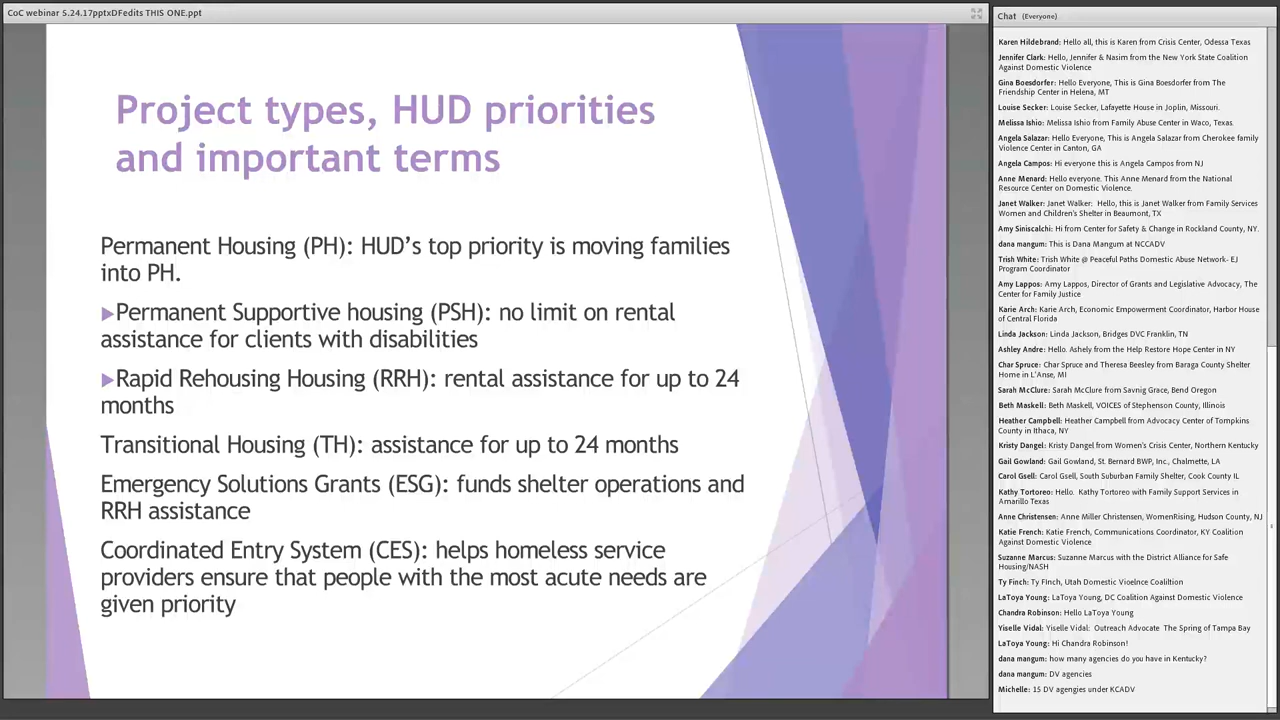 CoC webinar 5.24.17pptxDFedits THIS ONE.ppt
Project types, HUD priorities
and important terms
Permanent Housing (PH): HUD's top priority is moving families
into PH.
▶Permanent Supportive housing (PSH): no limit on rental
assistance for clients with disabilities
▶Rapid Rehousing Housing (RRH): rental assistance for up to 24
months
Transitional Housing (TH): assistance for up to 24 months
Emergency Solutions Grants (ESG): funds shelter operations and
RRH assistance
Coordinated Entry System (CES): helps homeless service
providers ensure that people with the most acute needs are
given priority
Chat (Everyone)
Karen Hildebrand: Hello all, this is Karen from Crisis Center, Odessa Texas
Jennifer Clark: Hello, Jennifer & Nasim from the New York State Coalition
Against Domestic Violence
Gina Boesdorfer: Hello Everyone, This is Gina Boesdorfer from The
Friendship Center in Helena, MT
Louise Secker: Louise Secker, Lafayette House in Joplin, Missouri.
Melissa Ishio: Melissa Ishio from Family Abuse Center in Waco, Texas.
Angela Salazar: Hello Everyone, This is Angela Salazar from Cherokee family
Violence Center in Canton, GA
Angela Campos: Hi everyone this is Angela Campos from NJ
Anne Menard: Hello everyone. This Anne Menard from the National
Resource Center on Domestic Violence.
Janet Walker: Janet Walker: Hello, this is Janet Walker from Family Services
Women and Children's Shelter in Beaumont, TX
Amy Siniscalchi: Hi from Center for Safety & Change in Rockland County, NY.
dana mangum: This is Dana Mangum at NCCADV
Trish White: Trish White @ Peaceful Paths Domestic Abuse Network- EJ
Program Coordinator
Amy Lappos: Amy Lappos, Director of Grants and Legislative Advocacy, The
Center for Family Justice
Karie Arch: Karie Arch, Economic Empowerment Coordinator, Harbor House
of Central Florida
Linda Jackson: Linda Jackson, Bridges DVC Franklin, TN
Ashley Andre: Hello. Ashely from the Help Restore Hope Center in NY
Char Spruce: Char Spruce and Theresa Beesley from Baraga County Shelter
Home in L'Anse, MI
Sarah McClure: Sarah McClure from Savnig Grace, Bend Oregon
Beth Maskell: Beth Maskell, VOICES of Stephenson County, Illinois
Heather Campbell: Heather Campbell from Advocacy Center of Tompkins
County in Ithaca, NY
Kristy Dangel: Kristy Dangel from Women's Crisis Center, Northern Kentucky
Gail Gowland: Gail Gowland, St. Bernard BWP, Inc., Chalmette, LA
Carol Gsell: Carol Gsell, South Suburban Family Shelter, Cook County IL
Kathy Tortoreo: Hello. Kathy Tortoreo with Family Support Services in
Amarillo Texas
Anne Christensen: Anne Miller Christensen, WomenRising, Hudson County, NJ
Katie French: Katie French, Communications Coordinator, KY Coalition
Against Domestic Violence
Suzanne Marcus: Suzanne Marcus with the District Alliance for Safe
Housing/NASH
Ty Finch: Ty FInch, Utah Domestic Vioelnce Coaliltion
LaToya Young: LaToya Young, DC Coalition Against Domestic Violence
Chandra Robinson: Hello LaToya Young
Yiselle Vidal: Yiselle Vidal: Outreach Advocate The Spring of Tampa Bay
LaToya Young: Hi Chandra Robinson!
dana mangum: how many agencies do you have in Kentucky?
dana mangum: DV agencies
Michelle: 15 DV agengies under KCADV